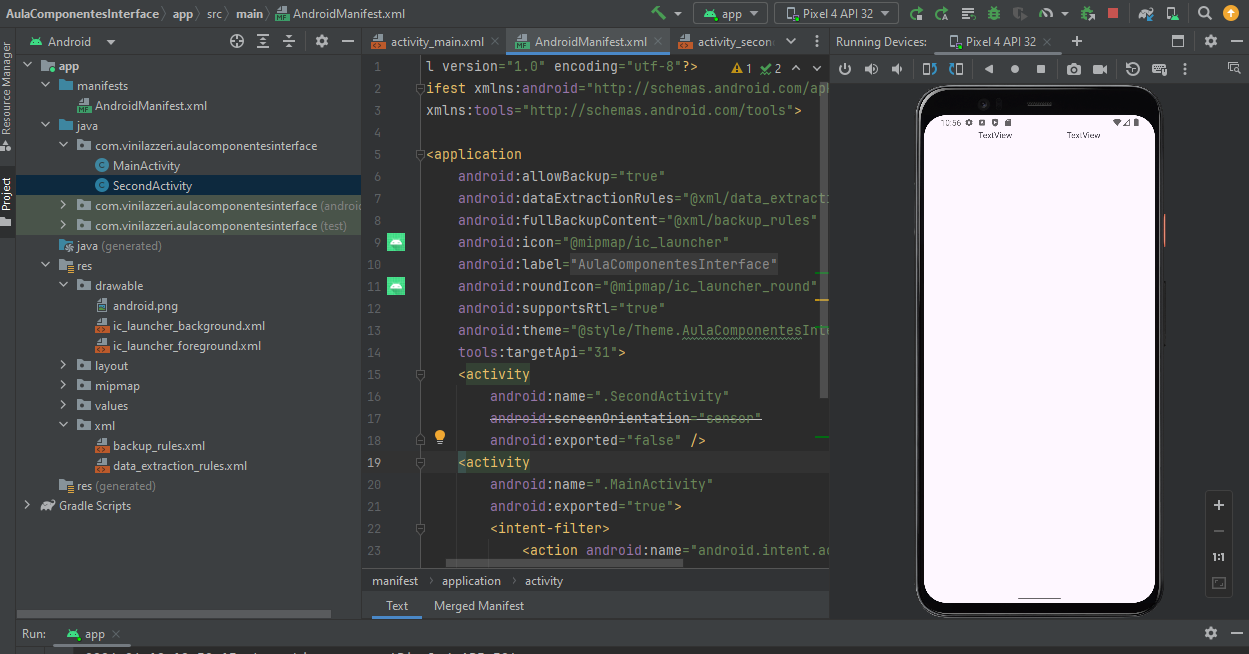 AulaComponentesInterface app src main AndroidManifest.xml
app Pixel 4 API 32
Android
activity_main.xml AndroidManifest.xml activity_secon
Running Devices: Pixel 4 API 32
Resource Manager
Project
app
manifests
AndroidManifest.xml
java
com.vinilazzeri.aulacomponentesinterface
MainActivity
SecondActivity
com.vinilazzeri.aulacomponentesinterface (androi
com.vinilazzeri.aulacomponentesinterface (test)
java (generated)
res
drawable
android.png
ic_launcher_background.xml
ic_launcher_foreground.xml
layout
mipmap
values
xml
backup_rules.xml
data_extraction_rules.xml
res (generated)
Gradle Scripts
1 l version="1.0" encoding="utf-8"?> 1 2
2 ifest xmlns:android="http://schemas.android.com/apk
3 xmlns:tools="http://schemas.android.com/tools">
4
5 <application
6 android:allowBackup="true"
7 android:dataExtractionRules="@xml/data_extracti
8 android:fullBackupContent="@xml/backup_rules"
9 android:icon="@mipmap/ic_launcher"
10 android:label="AulaComponentesInterface"
11 android:roundIcon="@mipmap/ic_launcher_round"
12 android:supportsRtl="true"
13 android:theme="@style/Theme.AulaComponentesInte
14 tools:targetApi="31">
15 <activity
16 android:name=".SecondActivity"
17 android:screenOrientation="sensor"
18 android:exported="false" />
19 <activity
20 android:name=".MainActivity"
21 android:exported="true">
22 <intent-filter>
23 <action android:name="android.intent.ac
manifest application activity
Text Merged Manifest
10:56
TextView TextView
1:1
Run: app